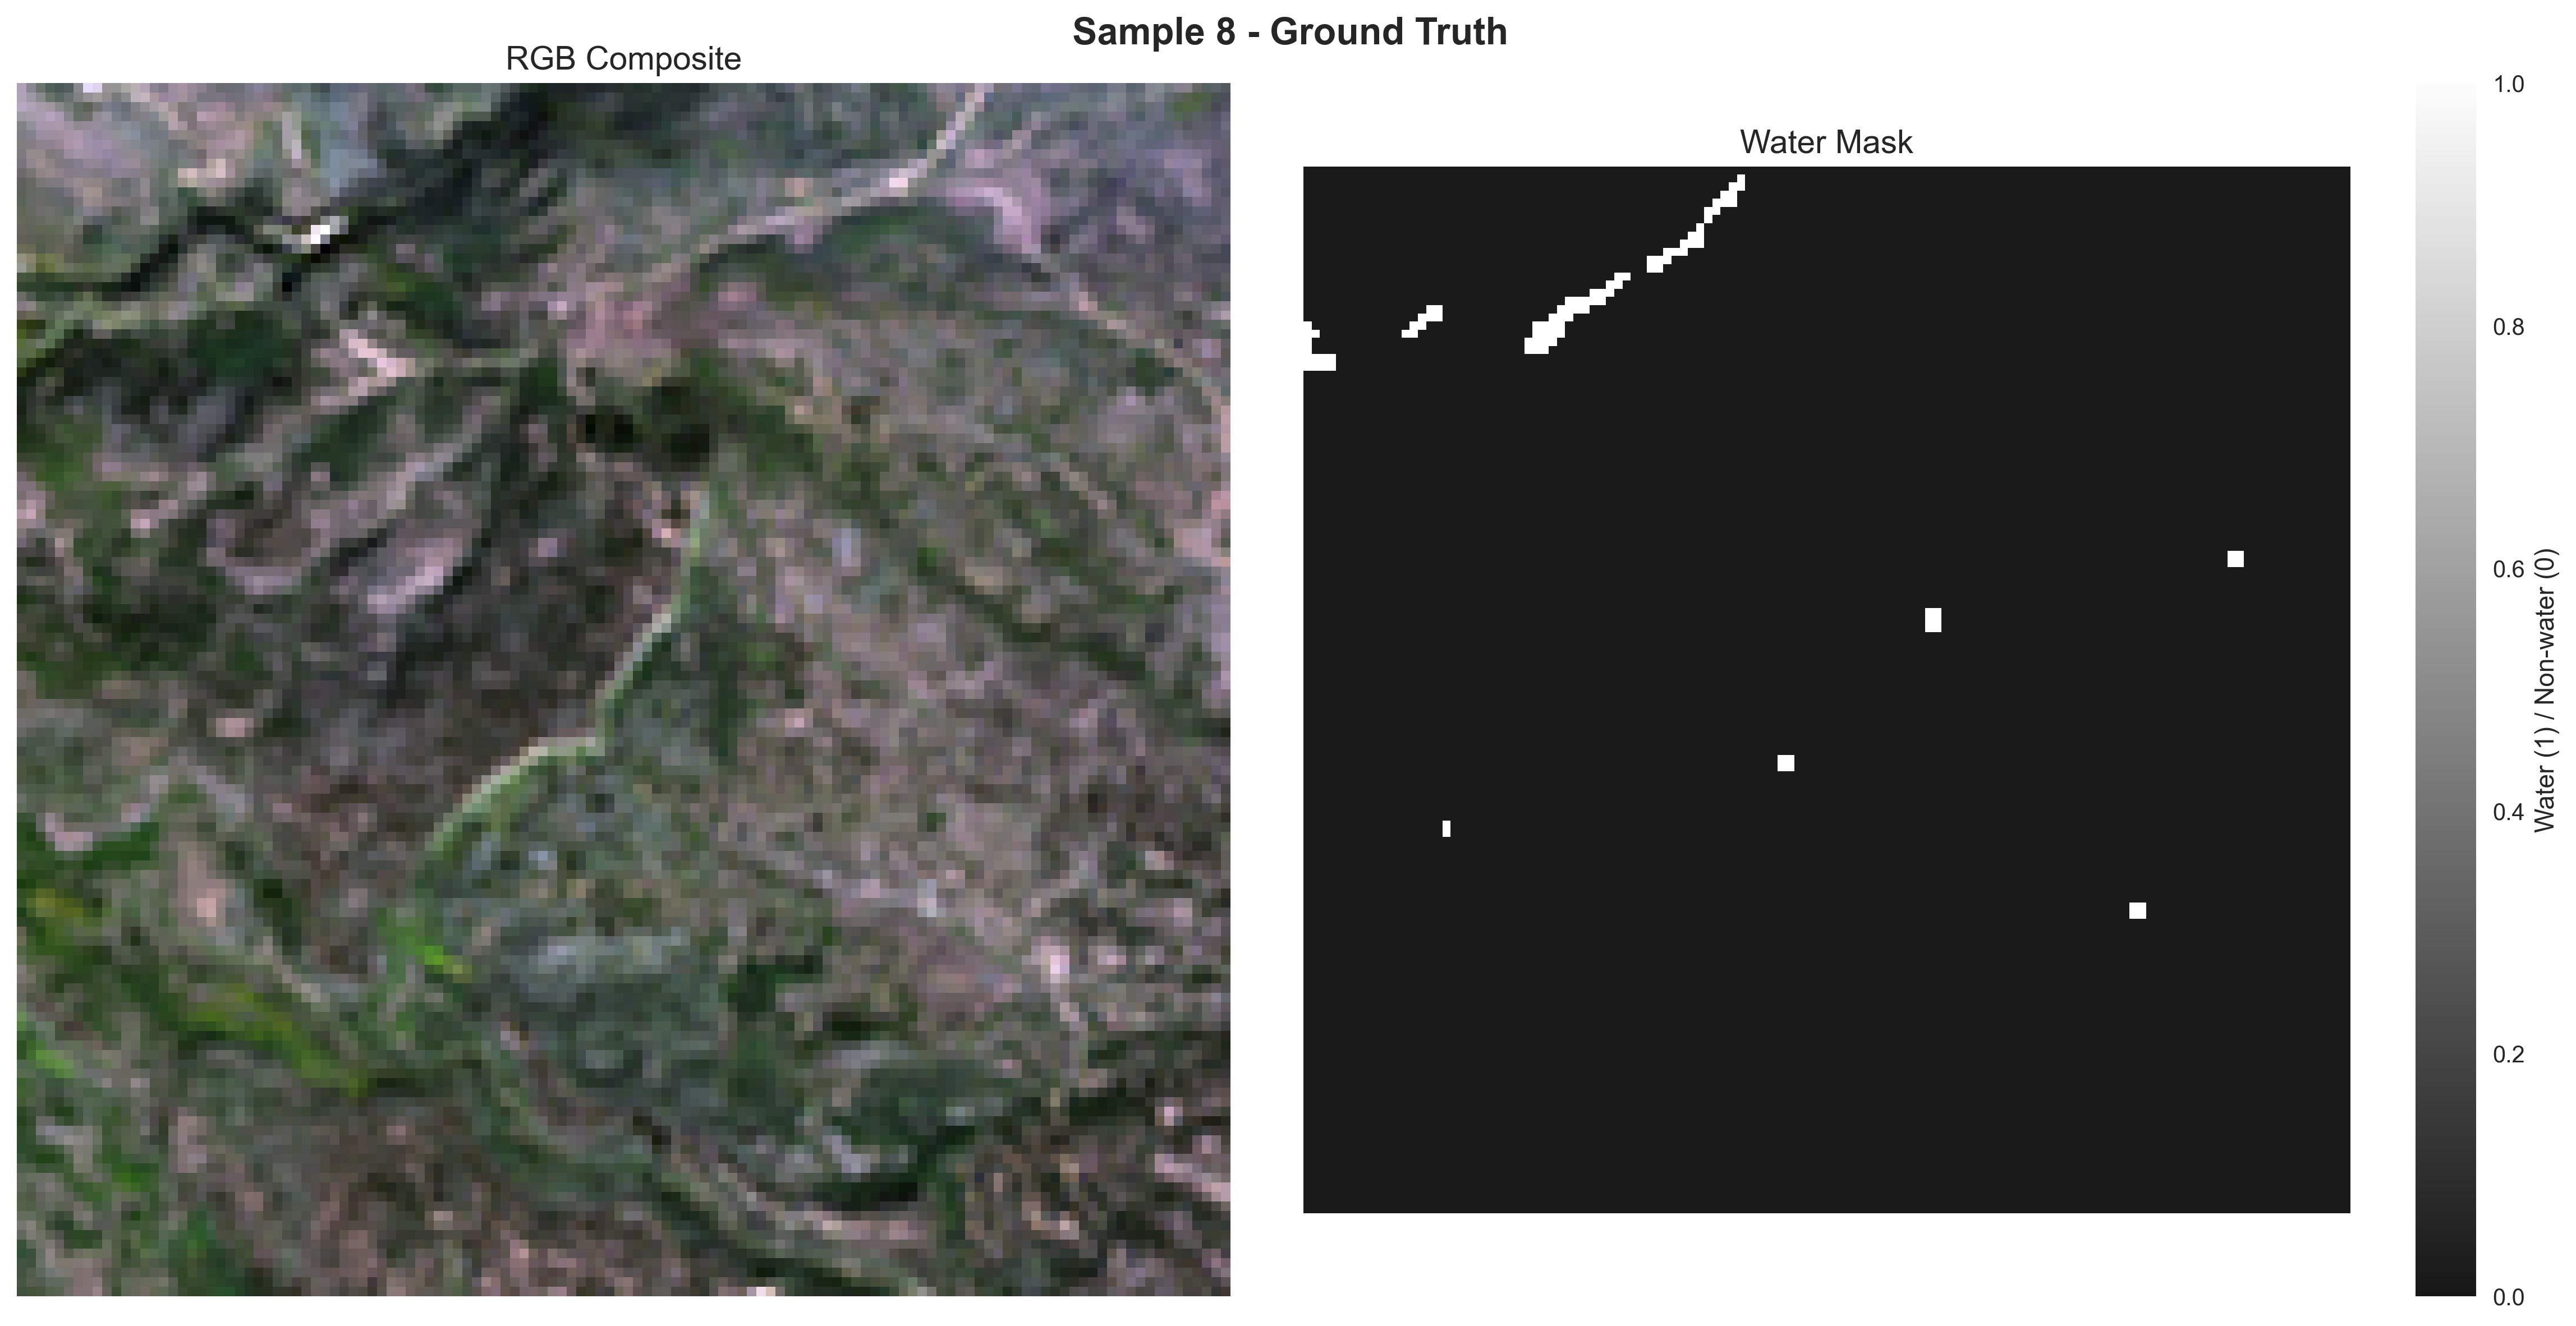 Sample 8 - Ground Truth
RGB Composite
Water Mask
1.0
0.8
0.6
0.4
0.2
0.0
Water (1) / Non-water (0)